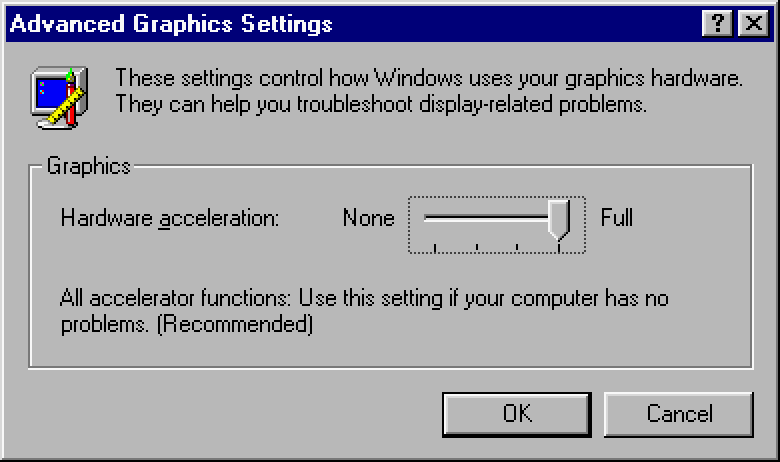 Advanced Graphics Settings
These settings control how Windows uses your graphics hardware.
They can help you troubleshoot display-related problems.
Graphics
Hardware acceleration: None Full
All accelerator functions: Use this setting if your computer has no
problems. (Recommended)
OK Cancel